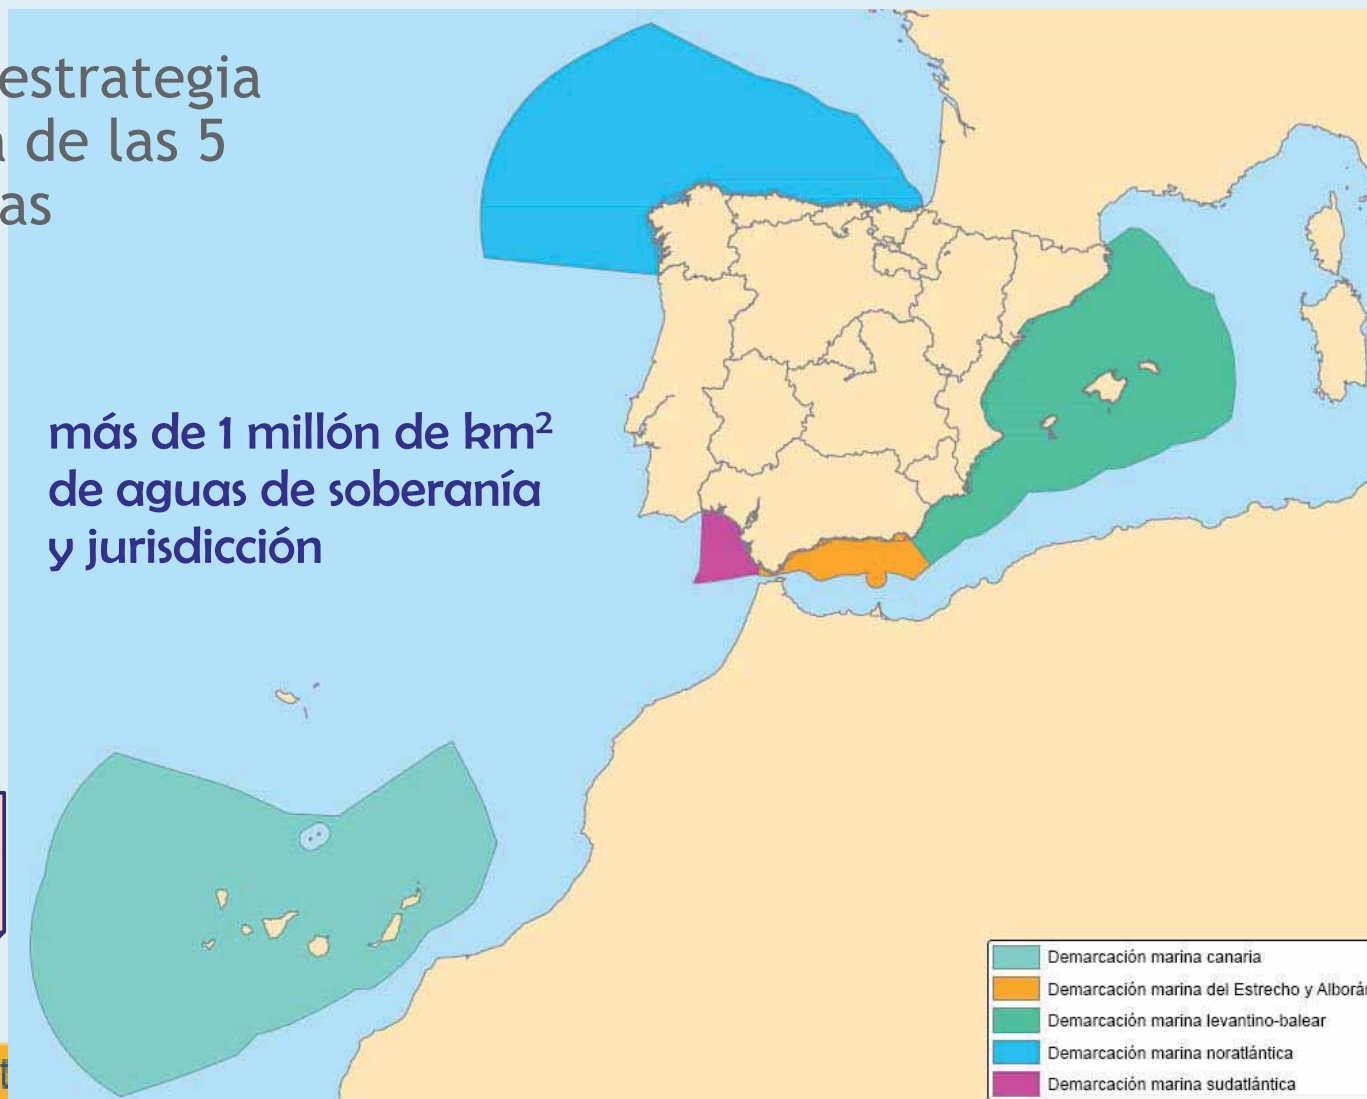 estrategia
a de las 5
as
más de 1 millón de km²
de aguas de soberanía
y jurisdicción
Demarcación marina canaria
Demarcación marina del Estrecho y Alborán
Demarcación marina levantino-balear
Demarcación marina noratlántica
Demarcación marina sudatlántica
t